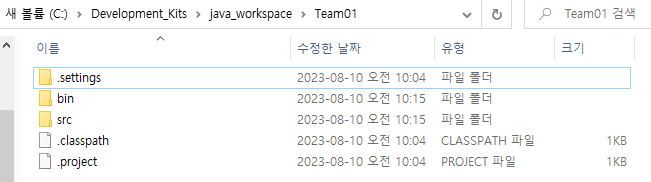 새 볼륨 (C:) > Development_Kits > java_workspace > Team01
Team01 검색
이름 수정한 날짜 유형 크기
.settings 2023-08-10 오전 10:04 파일 폴더
bin 2023-08-10 오전 10:15 파일 폴더
src 2023-08-10 오전 10:15 파일 폴더
.classpath 2023-08-10 오전 10:04 CLASSPATH 파일 1KB
.project 2023-08-10 오전 10:04 PROJECT 파일 1KB